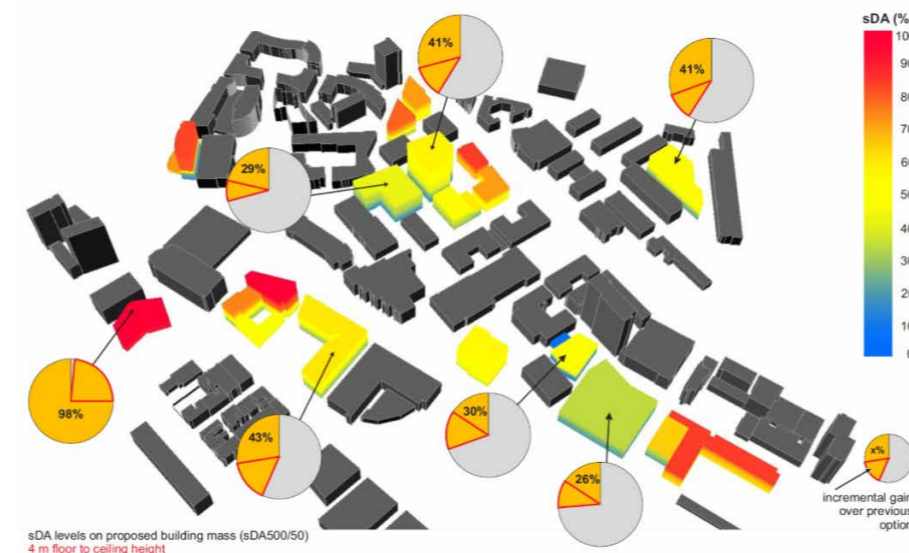 sDA (%
10
41%
90
41%
80
70
29%
60
50
40
30
20
10
0
98%
43%
30%
26%
x%
incremental gain
over previous
option
sDA levels on proposed building mass (sDA500/50)
4 m floor to ceiling height